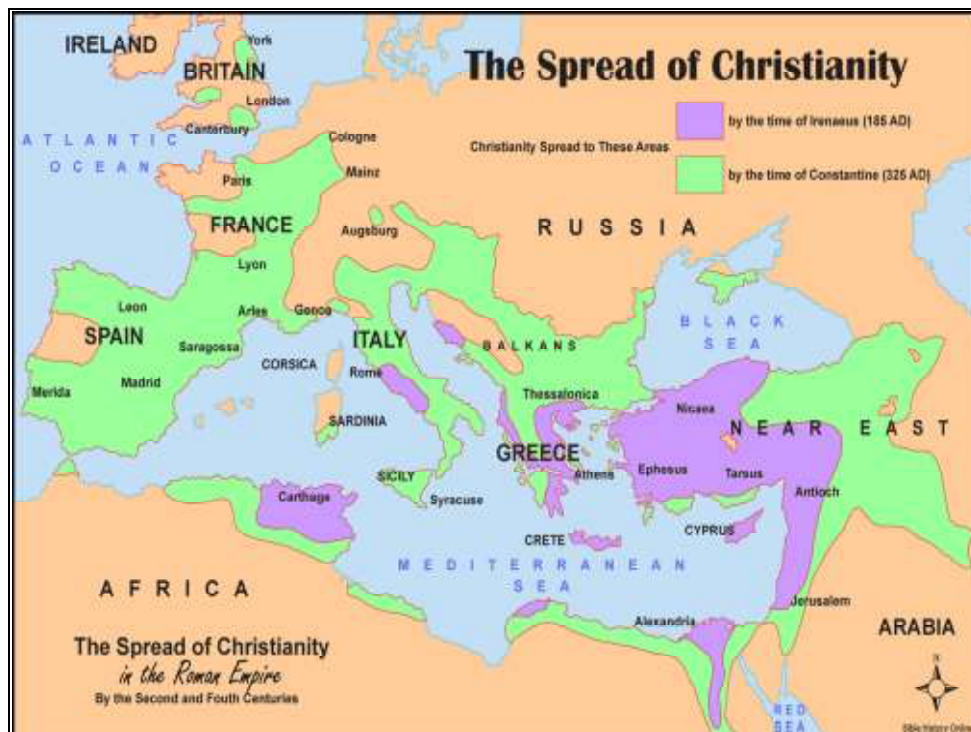 The Spread of Christianity
by the time of Irenaeus (185 AD)
Christianity Spread to These Areas
by the time of Constantine (325 AD)
IRELAND
York
BRITAIN
London
Canterbury
ATLANTIC
OCEAN
Cologne
Mainz
Paris
FRANCE
Augsburg
RUSSIA
Lyon
Leon
Arles
Genoa
ITALY
BLACK
SEA
SPAIN
Saragossa
BALKANS
CORSICA
Rome
Merida
Madrid
Thessalonica
Nicaea
NEAR EAST
SARDINIA
GREECE
SICILY
Athens
Ephesus
Tarsus
Carthage
Syracuse
Antioch
CRETE
CYPRUS
MEDITERRANEAN
SEA
AFRICA
Jerusalem
Alexandria
ARABIA
The Spread of Christianity
in the Roman Empire
By the Second and Fouth Centuries
RED
SEA
Bible History Online